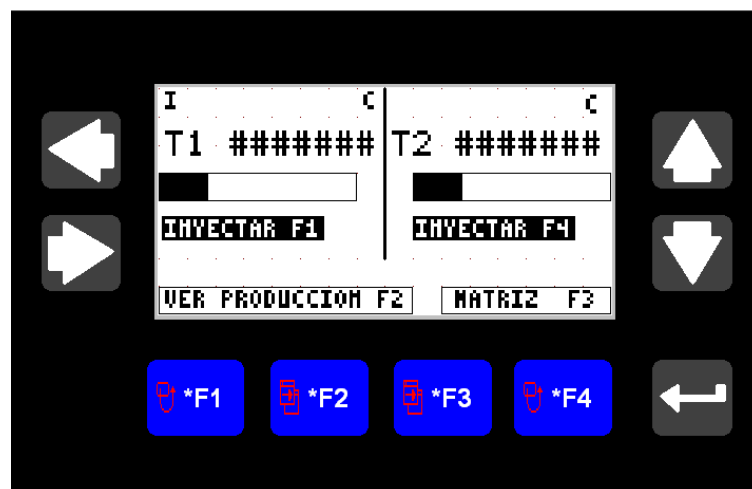 I C C
T1 ####### T2 #######
INYECTAR F1 INYECTAR F4
VER PRODUCCION F2 MATRIZ F3
*F1 *F2 *F3 *F4